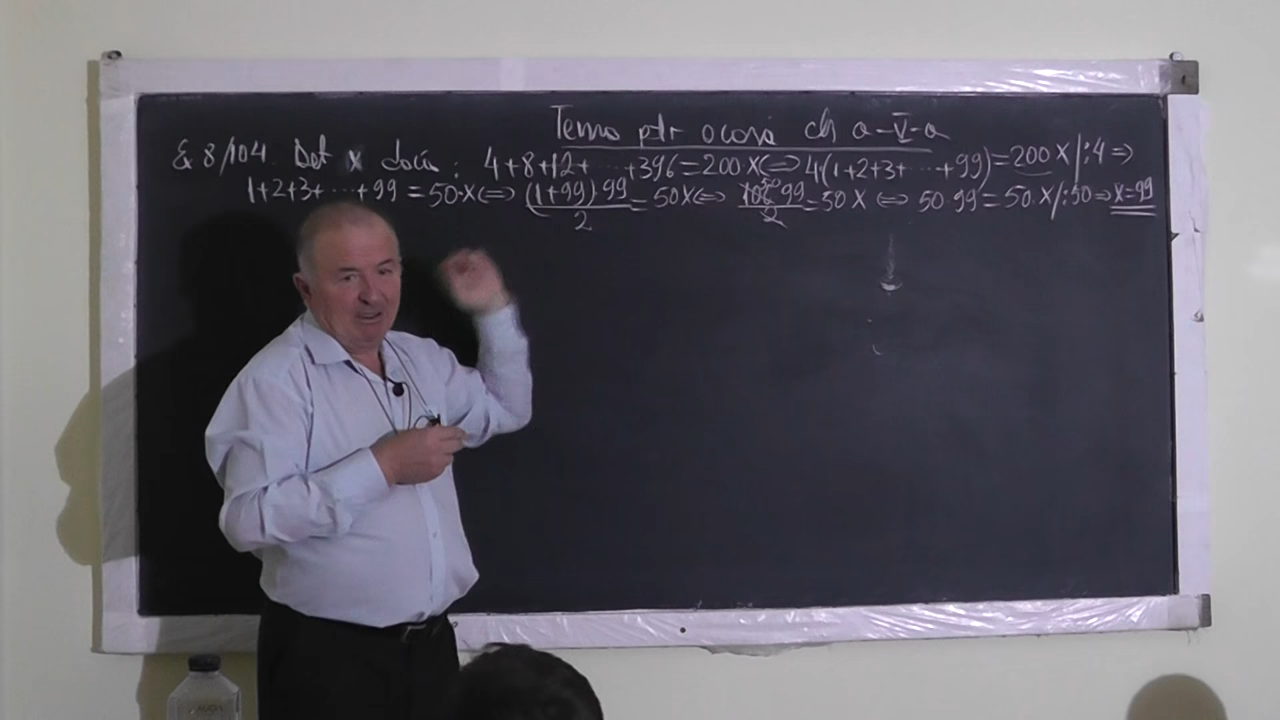 Tema ptr acasă cls a-V-a
E 8/104. Det x dacă: 4+8+12+ ⋯ +396=200·X⇔4(1+2+3+ ⋯ +99)=200 X/:4⇒
1+2+3+ ⋯ +99=50·X⇔ (1+99)·99/2=50X⇔ 100^50·99/2=50X ⇔ 50·99=50·X/:50⇒x=99